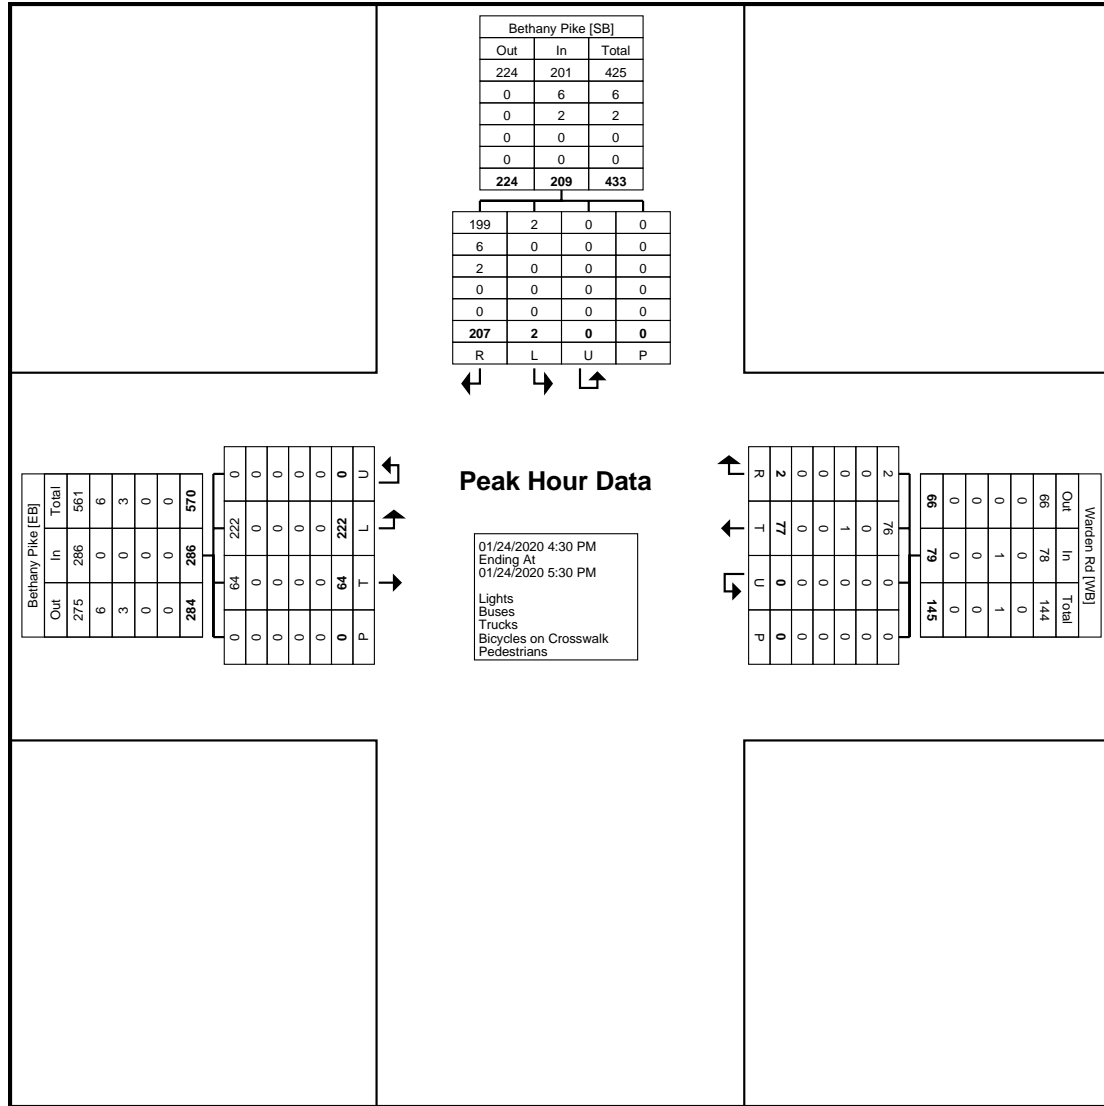 Bethany Pike [SB]
Out In Total
224 201 425
0 6 6
0 2 2
0 0 0
0 0 0
224 209 433
199 2 0 0
6 0 0 0
2 0 0 0
0 0 0 0
0 0 0 0
207 2 0 0
R L U P
Bethany Pike [EB]
Total In Out
561 286 275
6 0 6
3 0 3
0 0 0
0 0 0
570 286 284
0 222 64 0
0 0 0 0
0 0 0 0
0 0 0 0
0 0 0 0
0 222 64 0
U L T P
Peak Hour Data
01/24/2020 4:30 PM
Ending At
01/24/2020 5:30 PM
Lights
Buses
Trucks
Bicycles on Crosswalk
Pedestrians
Warden Rd [WB]
Out In Total
66 78 144
0 0 0
0 1 1
0 0 0
0 0 0
66 79 145
2 76 0 0
0 0 0 0
0 1 0 0
0 0 0 0
0 0 0 0
2 77 0 0
R T U P